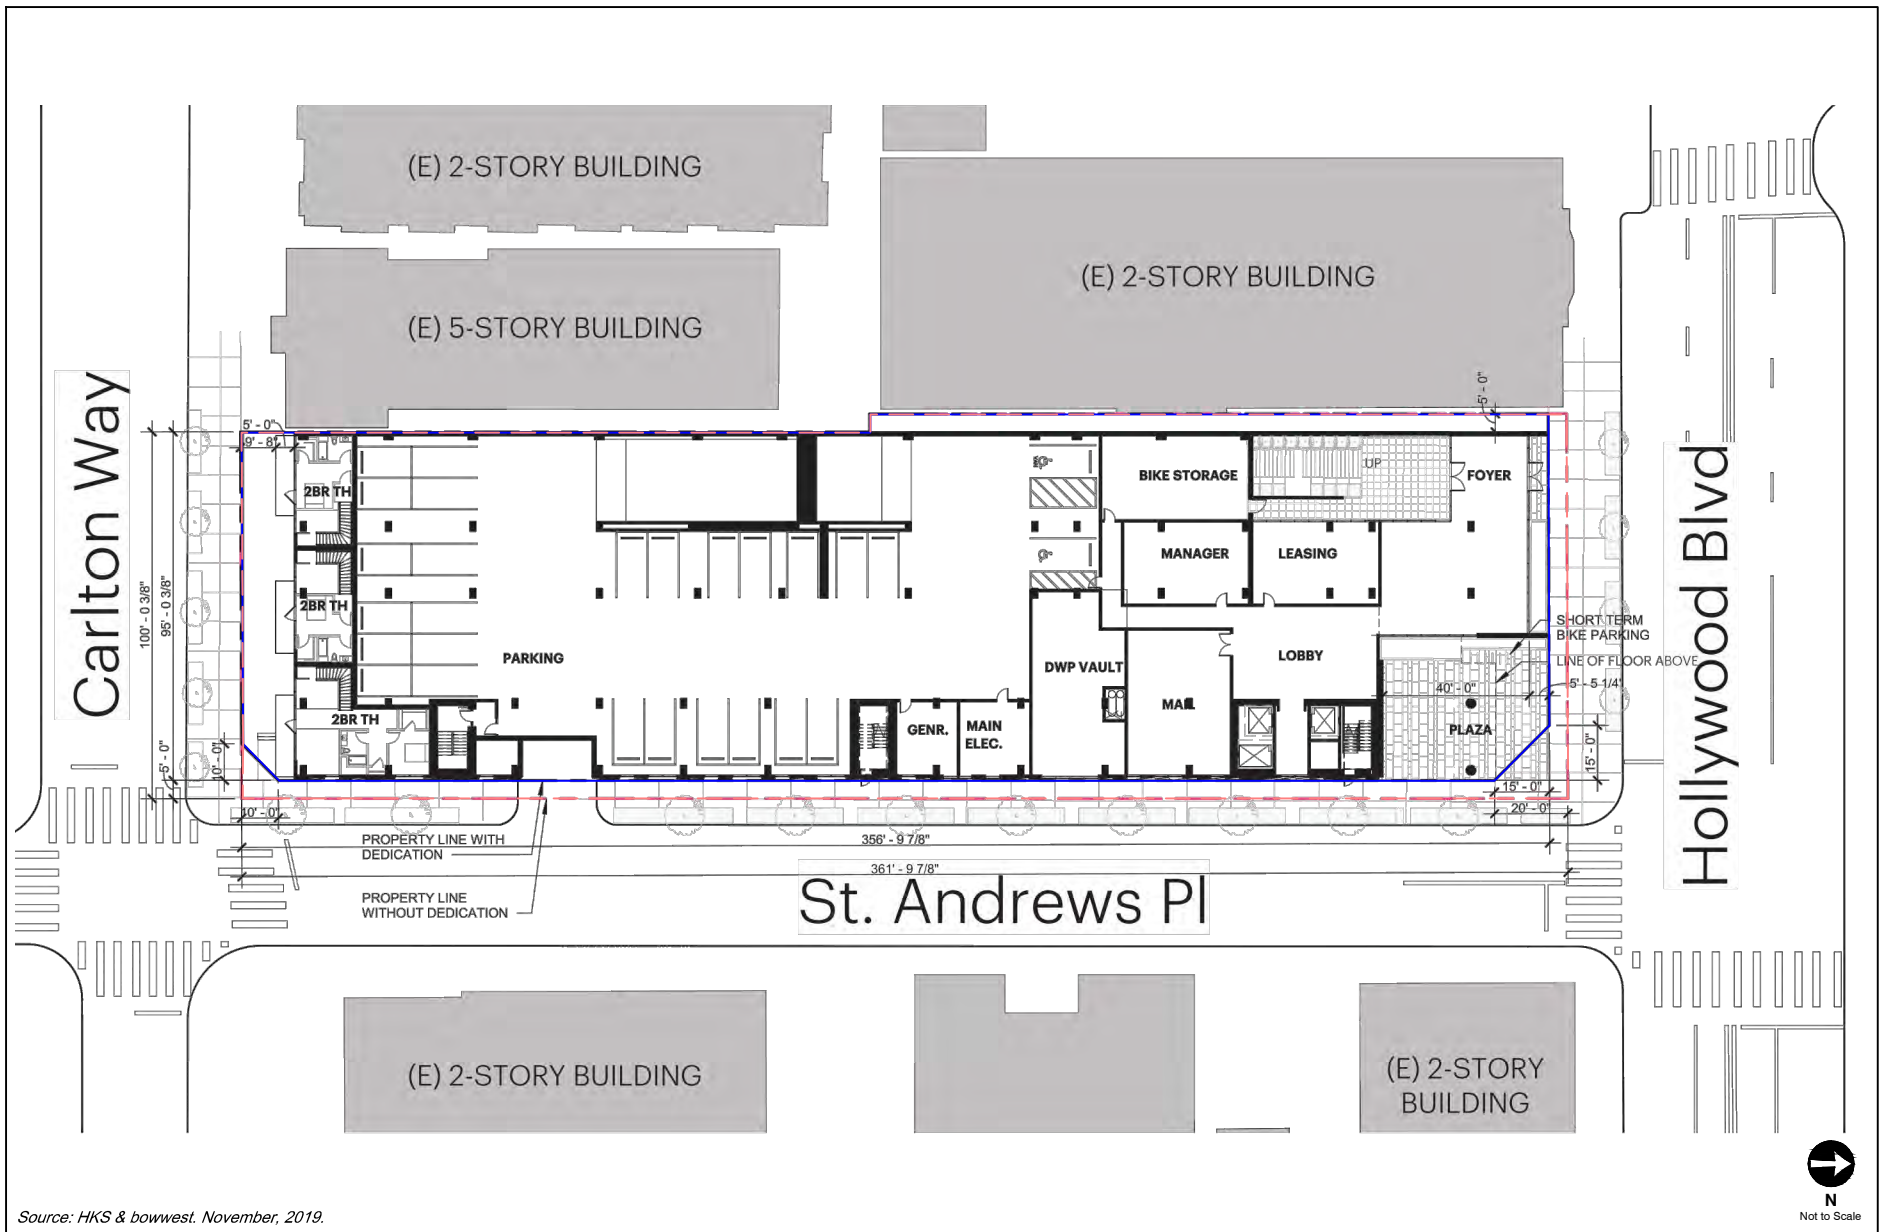 (E) 2-STORY BUILDING
(E) 2-STORY BUILDING
(E) 5-STORY BUILDING
Carlton Way
Hollywood Blvd
5' - 0"
5' - 0"
9' - 8"
100' - 0 3/8"
95' - 0 3/8"
2BR TH
2BR TH
2BR TH
PARKING
BIKE STORAGE
UP
FOYER
MANAGER
LEASING
DWP VAULT
LOBBY
MAIL
GENR.
MAIN
ELEC.
PLAZA
SHORT TERM
BIKE PARKING
LINE OF FLOOR ABOVE
40' - 0"
5' - 5 1/4"
15' - 0"
15' - 0"
20' - 0"
5' - 0"
10' - 0"
10' - 0"
PROPERTY LINE WITH
DEDICATION
356' - 9 7/8"
361' - 9 7/8"
PROPERTY LINE
WITHOUT DEDICATION
St. Andrews Pl
(E) 2-STORY BUILDING
(E) 2-STORY
BUILDING
N
Not to Scale
Source: HKS & bowwest. November, 2019.